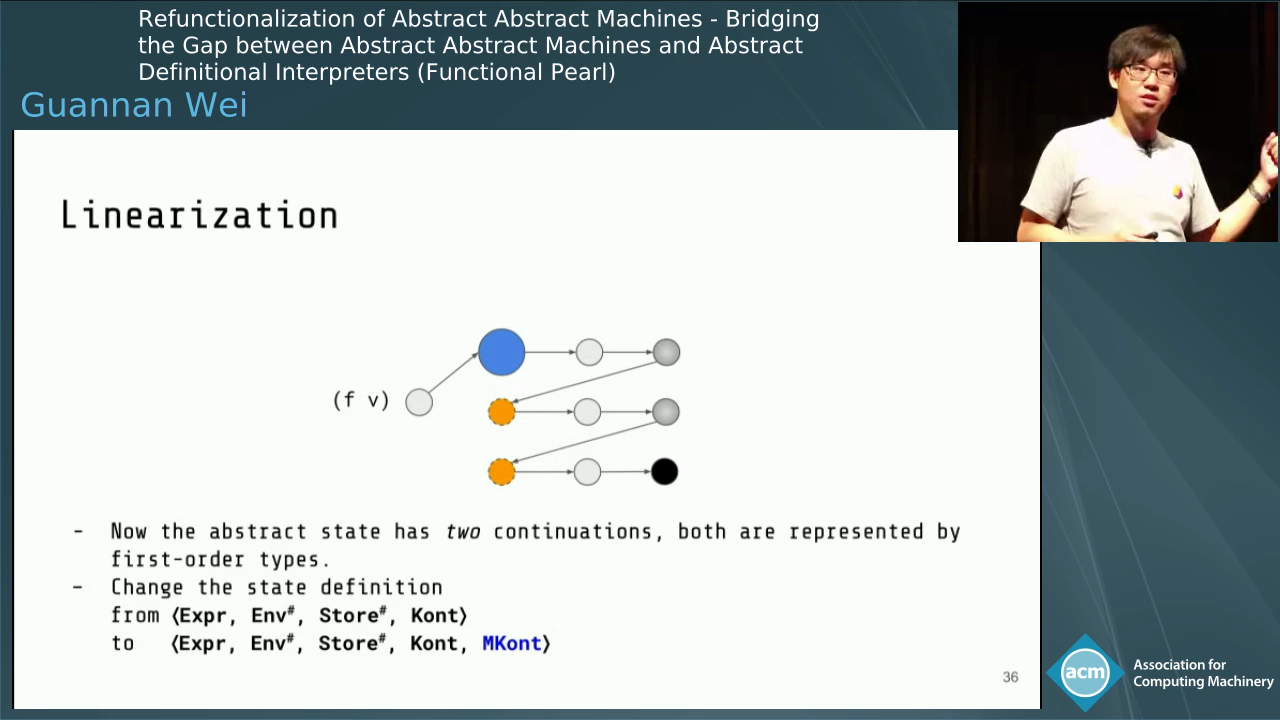 Refunctionalization of Abstract Abstract Machines - Bridging
the Gap between Abstract Abstract Machines and Abstract
Definitional Interpreters (Functional Pearl)
Guannan Wei
Linearization
(f v)
- Now the abstract state has two continuations, both are represented by
first-order types.
- Change the state definition
from ⟨Expr, Env#, Store#, Kont⟩
to ⟨Expr, Env#, Store#, Kont, MKont⟩
36
acm
Association for
Computing Machinery